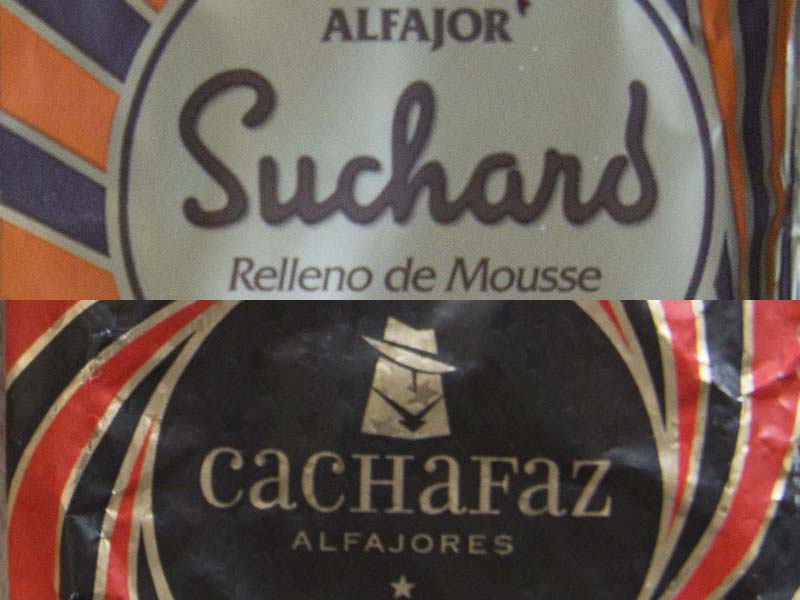 ALFAJOR
Suchard
Relleno de Mousse
CACHAFAZ
ALFAJORES